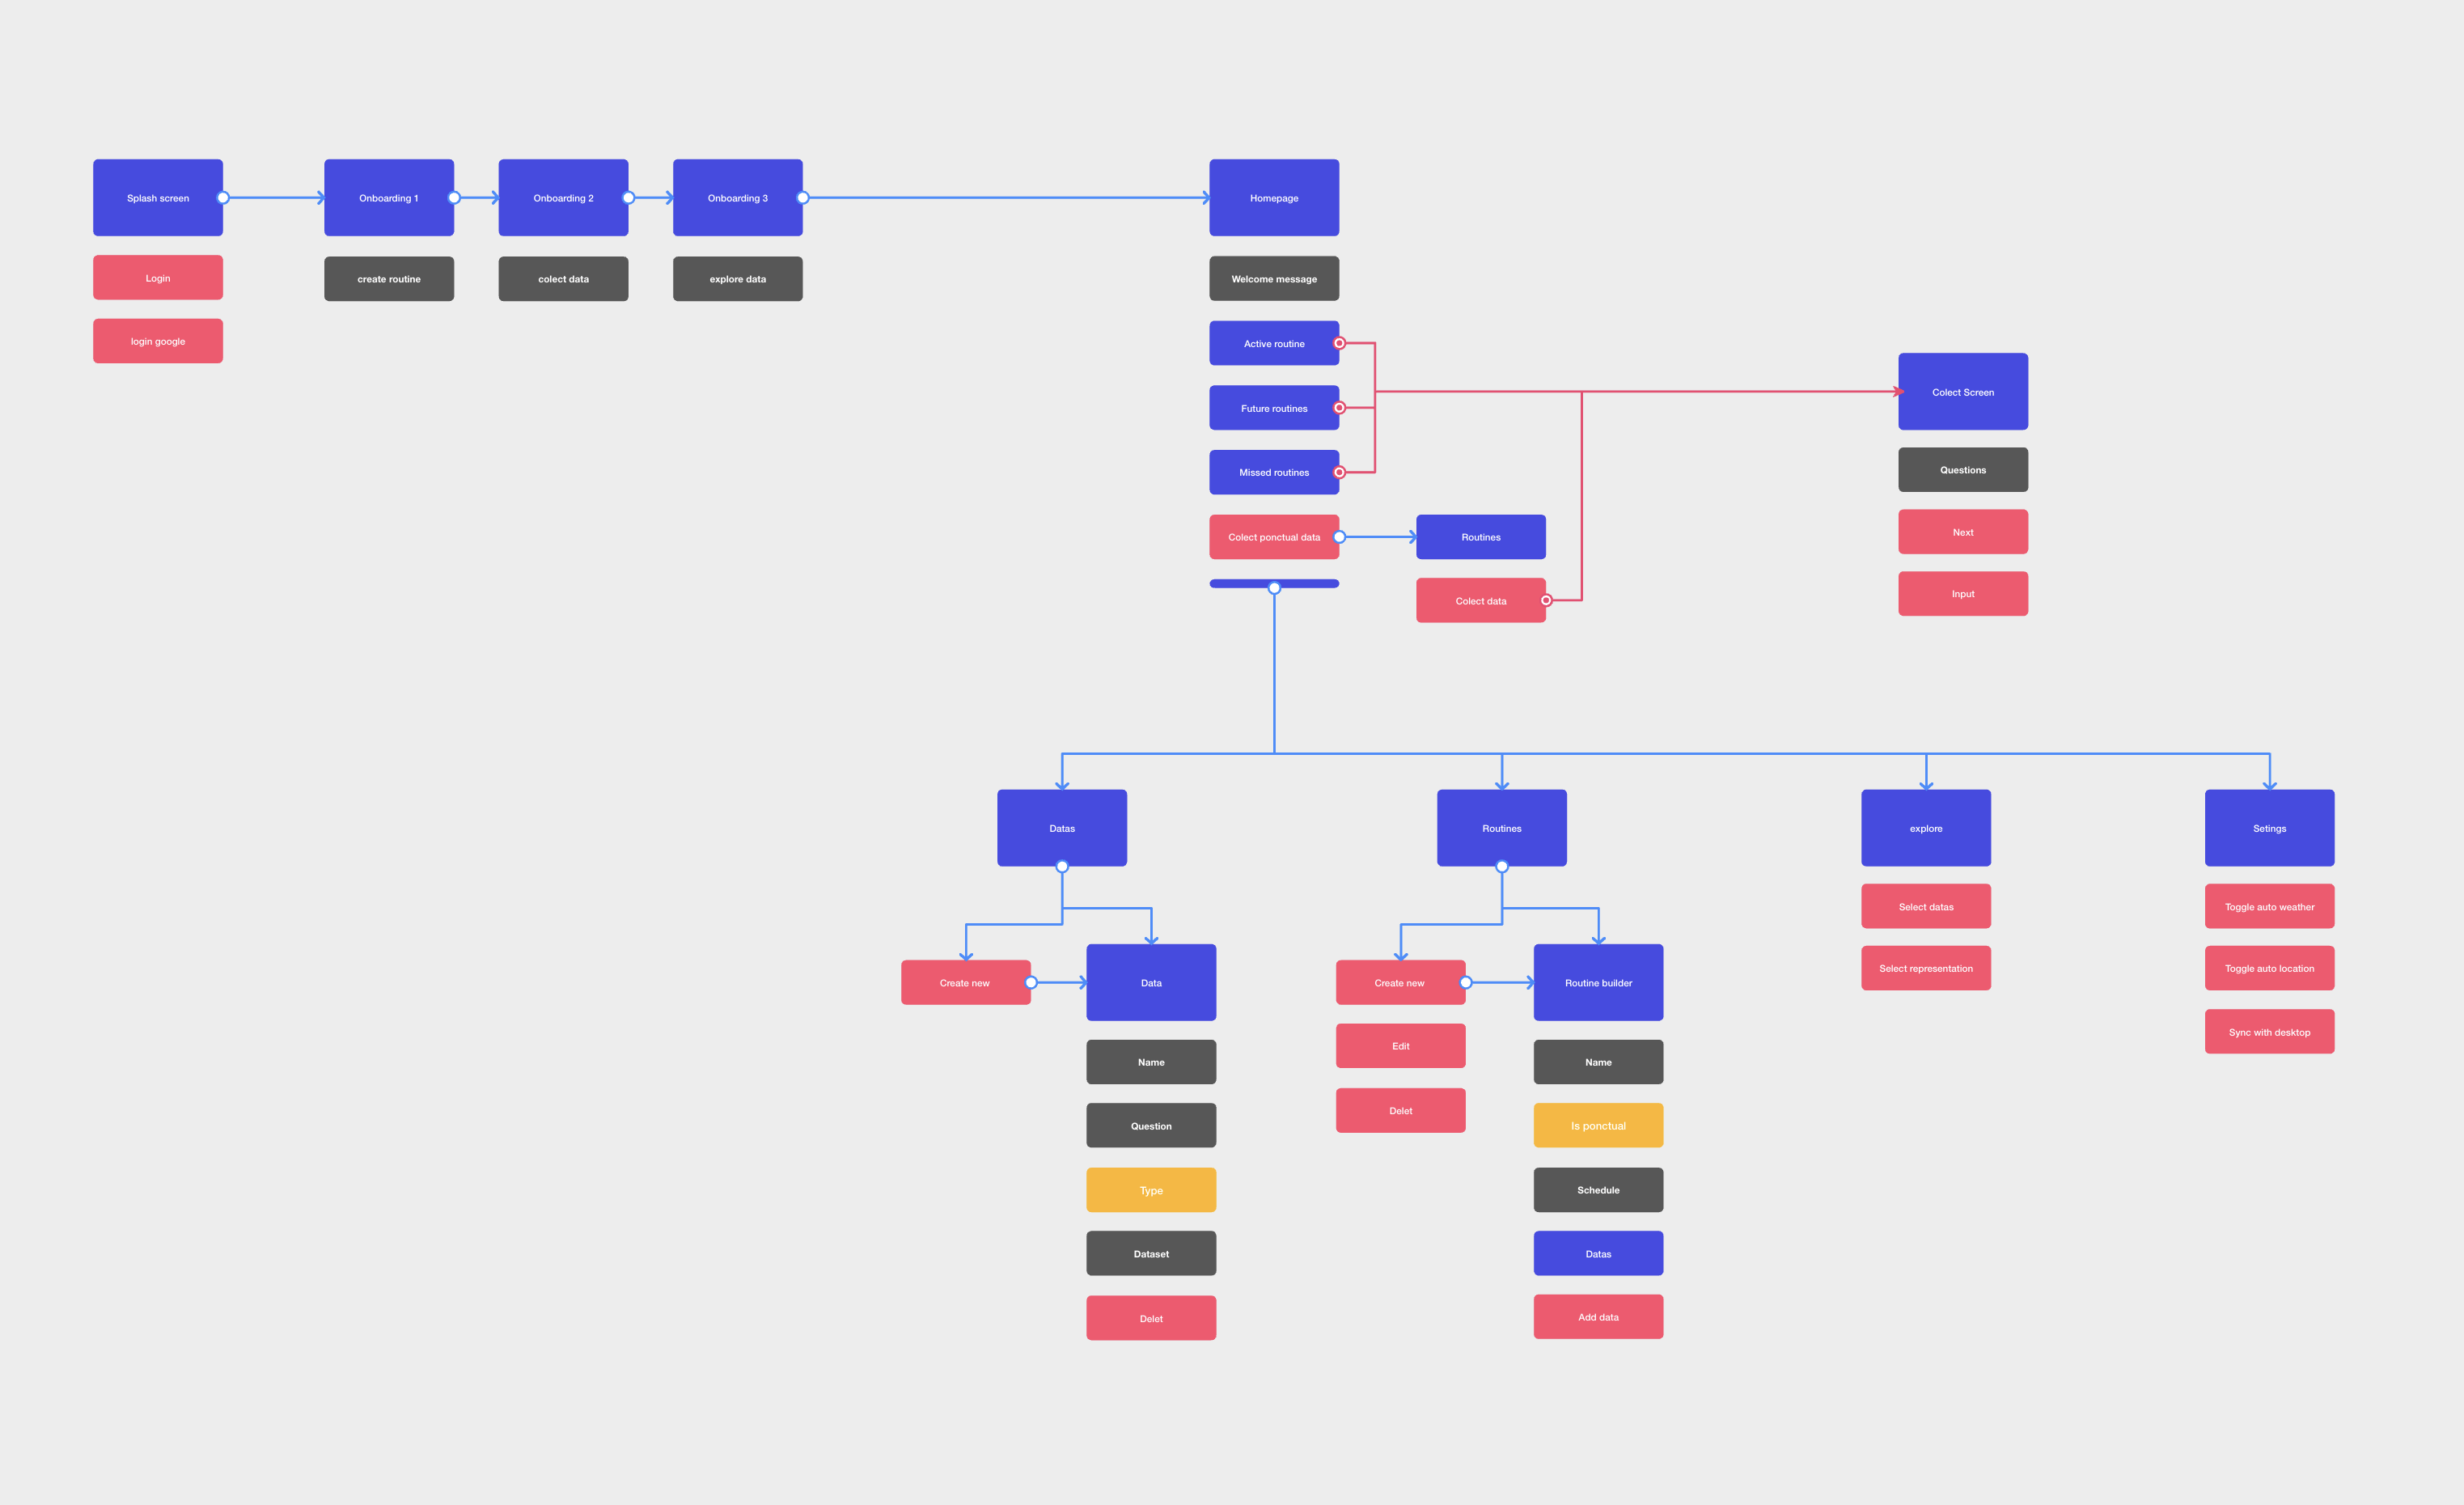 Splash screen
Login
login google
Onboarding 1
create routine
Onboarding 2
colect data
Onboarding 3
explore data
Homepage
Welcome message
Active routine
Future routines
Missed routines
Colect ponctual data
Routines
Colect data
Colect Screen
Questions
Next
Input
Datas
Create new
Data
Name
Question
Type
Dataset
Delet
Routines
Create new
Edit
Delet
Routine builder
Name
Is ponctual
Schedule
Datas
Add data
explore
Select datas
Select representation
Setings
Toggle auto weather
Toggle auto location
Sync with desktop